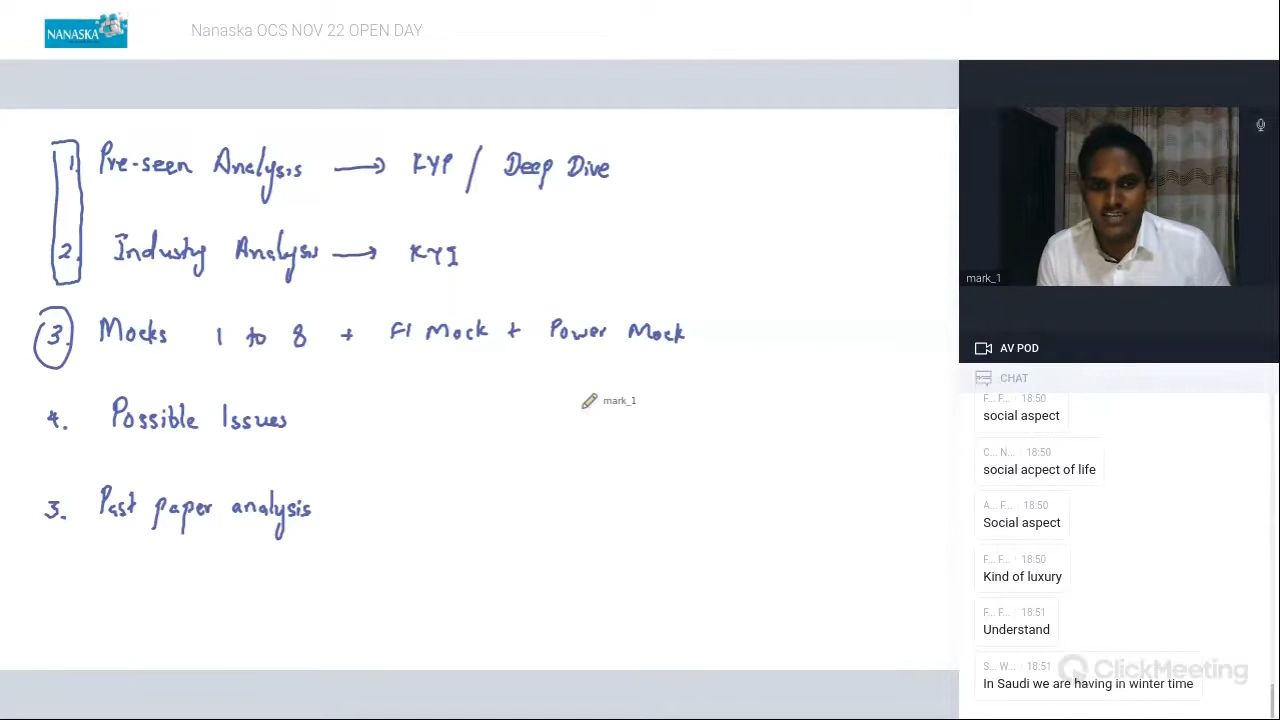 NANASKA
Nanaska OCS NOV 22 OPEN DAY
1. Pre-seen Analysis → KYP / Deep Dive
2. Industry Analysis → KYI
3. Mocks 1 to 8 + F1 Mock + Power Mock
4. Possible Issues
3. Past paper analysis
mark_1
mark_1
AV POD
CHAT
F... F... · 18:50
social aspect
C... N... · 18:50
social acpect of life
A... F... · 18:50
Social aspect
F... F... · 18:50
Kind of luxury
F... F... · 18:51
Understand
S... W... · 18:51
ClickMeeting
In Saudi we are having in winter time